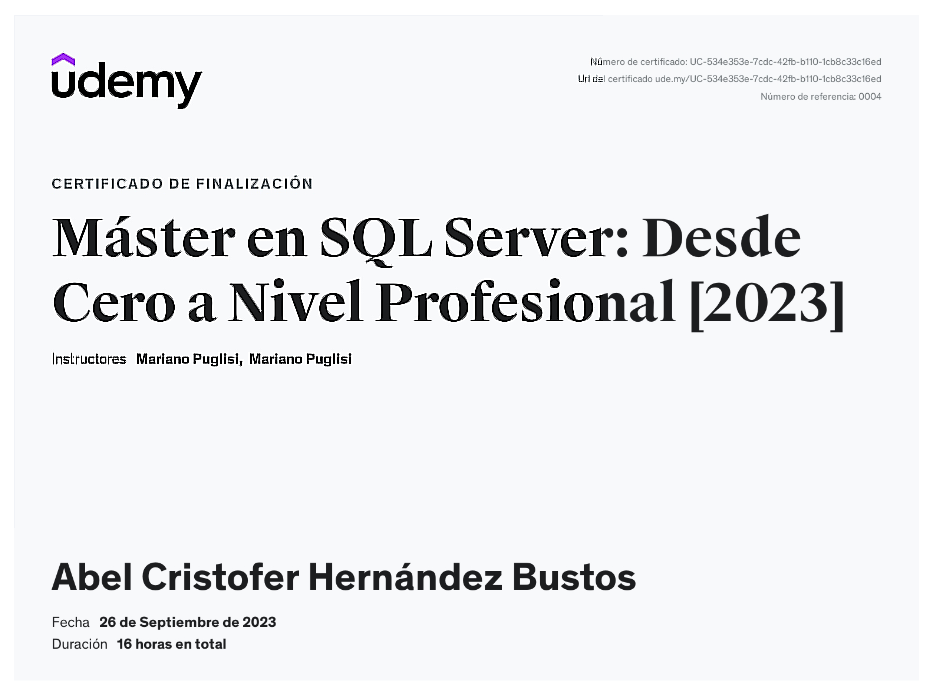 udemy
Número de certificado: UC-534e353e-7cdc-42fb-b110-1cb8c33c16ed
Url del certificado ude.my/UC-534e353e-7cdc-42fb-b110-1cb8c33c16ed
Número de referencia: 0004
CERTIFICADO DE FINALIZACIÓN
Máster en SQL Server: Desde
Cero a Nivel Profesional [2023]
Instructores Mariano Puglisi, Mariano Puglisi
Abel Cristofer Hernández Bustos
Fecha 26 de Septiembre de 2023
Duración 16 horas en total